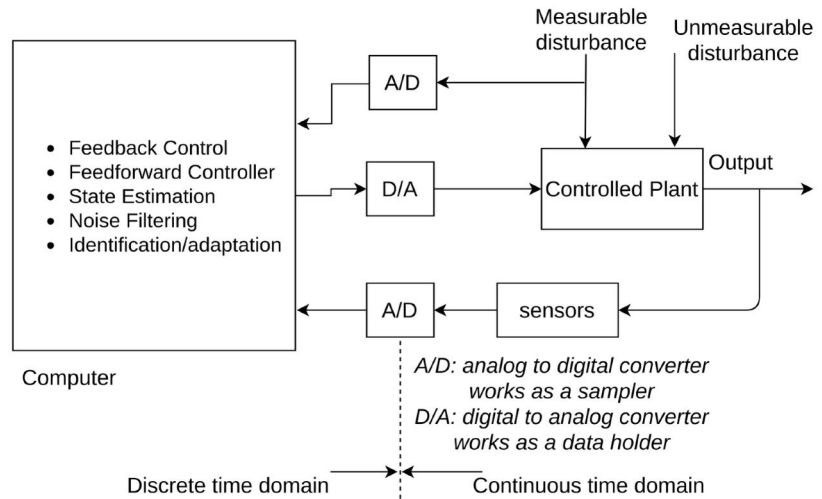 Measurable
disturbance
Unmeasurable
disturbance
A/D
• Feedback Control
• Feedforward Controller
• State Estimation
• Noise Filtering
• Identification/adaptation
D/A
Controlled Plant
Output
A/D
sensors
Computer
A/D: analog to digital converter
works as a sampler
D/A: digital to analog converter
works as a data holder
Discrete time domain
Continuous time domain